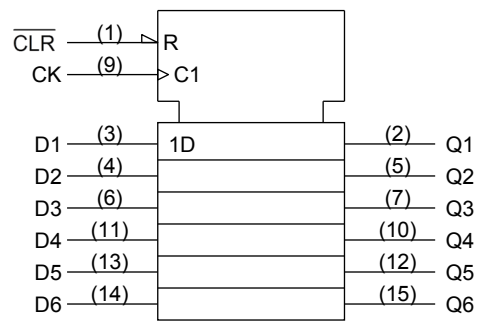 C̅L̅R̅ (1) R
CK (9) C1
D1 (3) 1D (2) Q1
D2 (4) (5) Q2
D3 (6) (7) Q3
D4 (11) (10) Q4
D5 (13) (12) Q5
D6 (14) (15) Q6